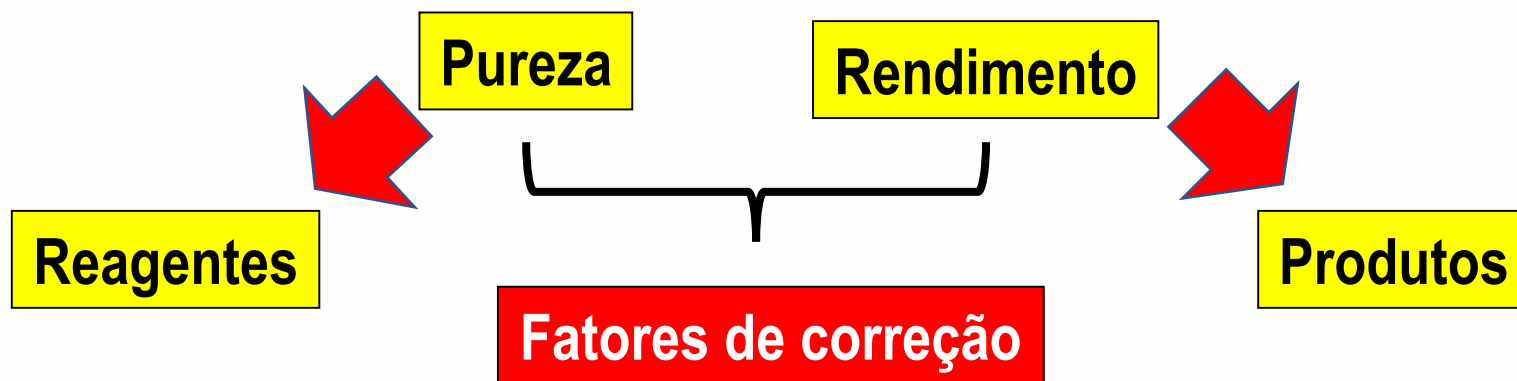 Pureza
Rendimento
Reagentes
Produtos
Fatores de correção